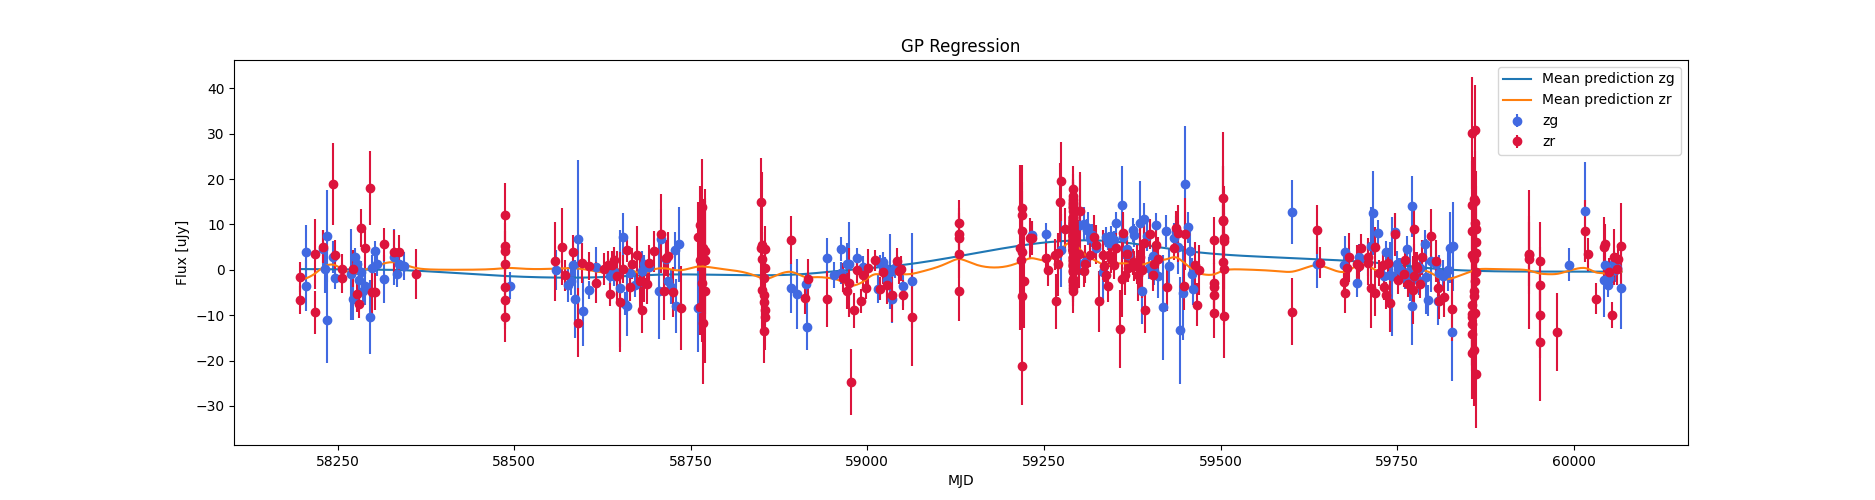 GP Regression
Flux [uJy]
40
30
20
10
0
−10
−20
−30
58250
58500
58750
59000
59250
59500
59750
60000
MJD
Mean prediction zg
Mean prediction zr
zg
zr